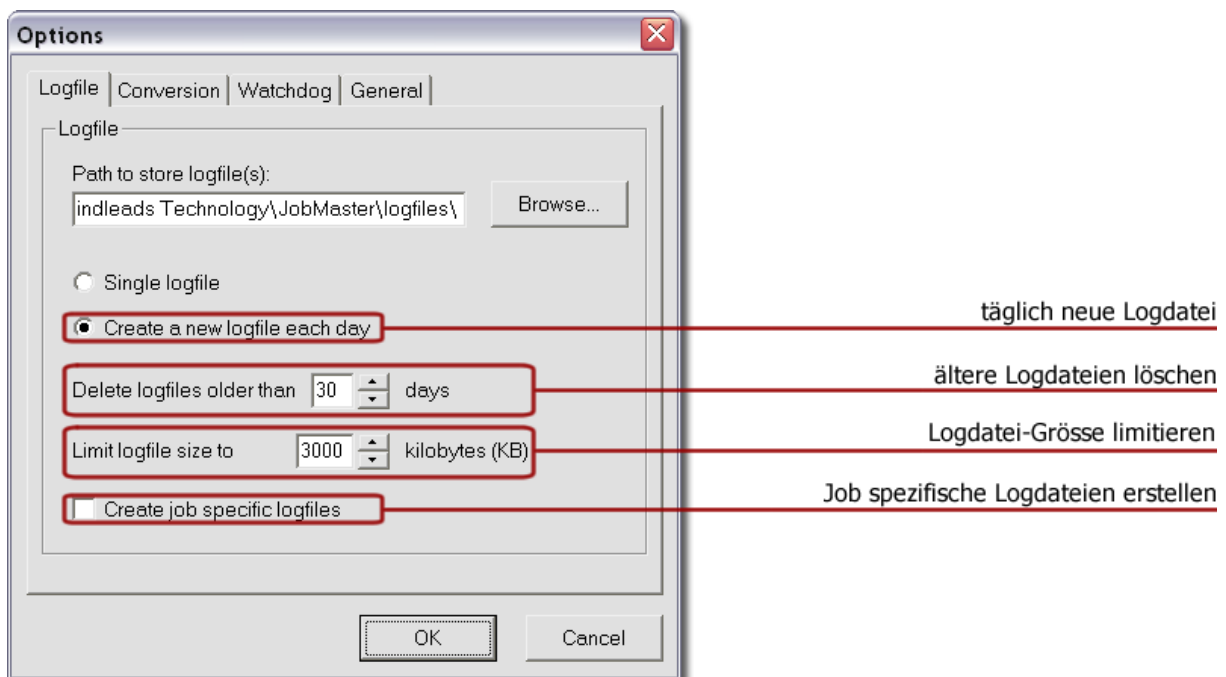 Options
Logfile Conversion Watchdog General
Logfile
Path to store logfile(s):
indleads Technology\JobMaster\logfiles\ Browse...
Single logfile
Create a new logfile each day
täglich neue Logdatei
Delete logfiles older than 30 days
ältere Logdateien löschen
Limit logfile size to 3000 kilobytes (KB)
Logdatei-Grösse limitieren
Create job specific logfiles
Job spezifische Logdateien erstellen
OK Cancel